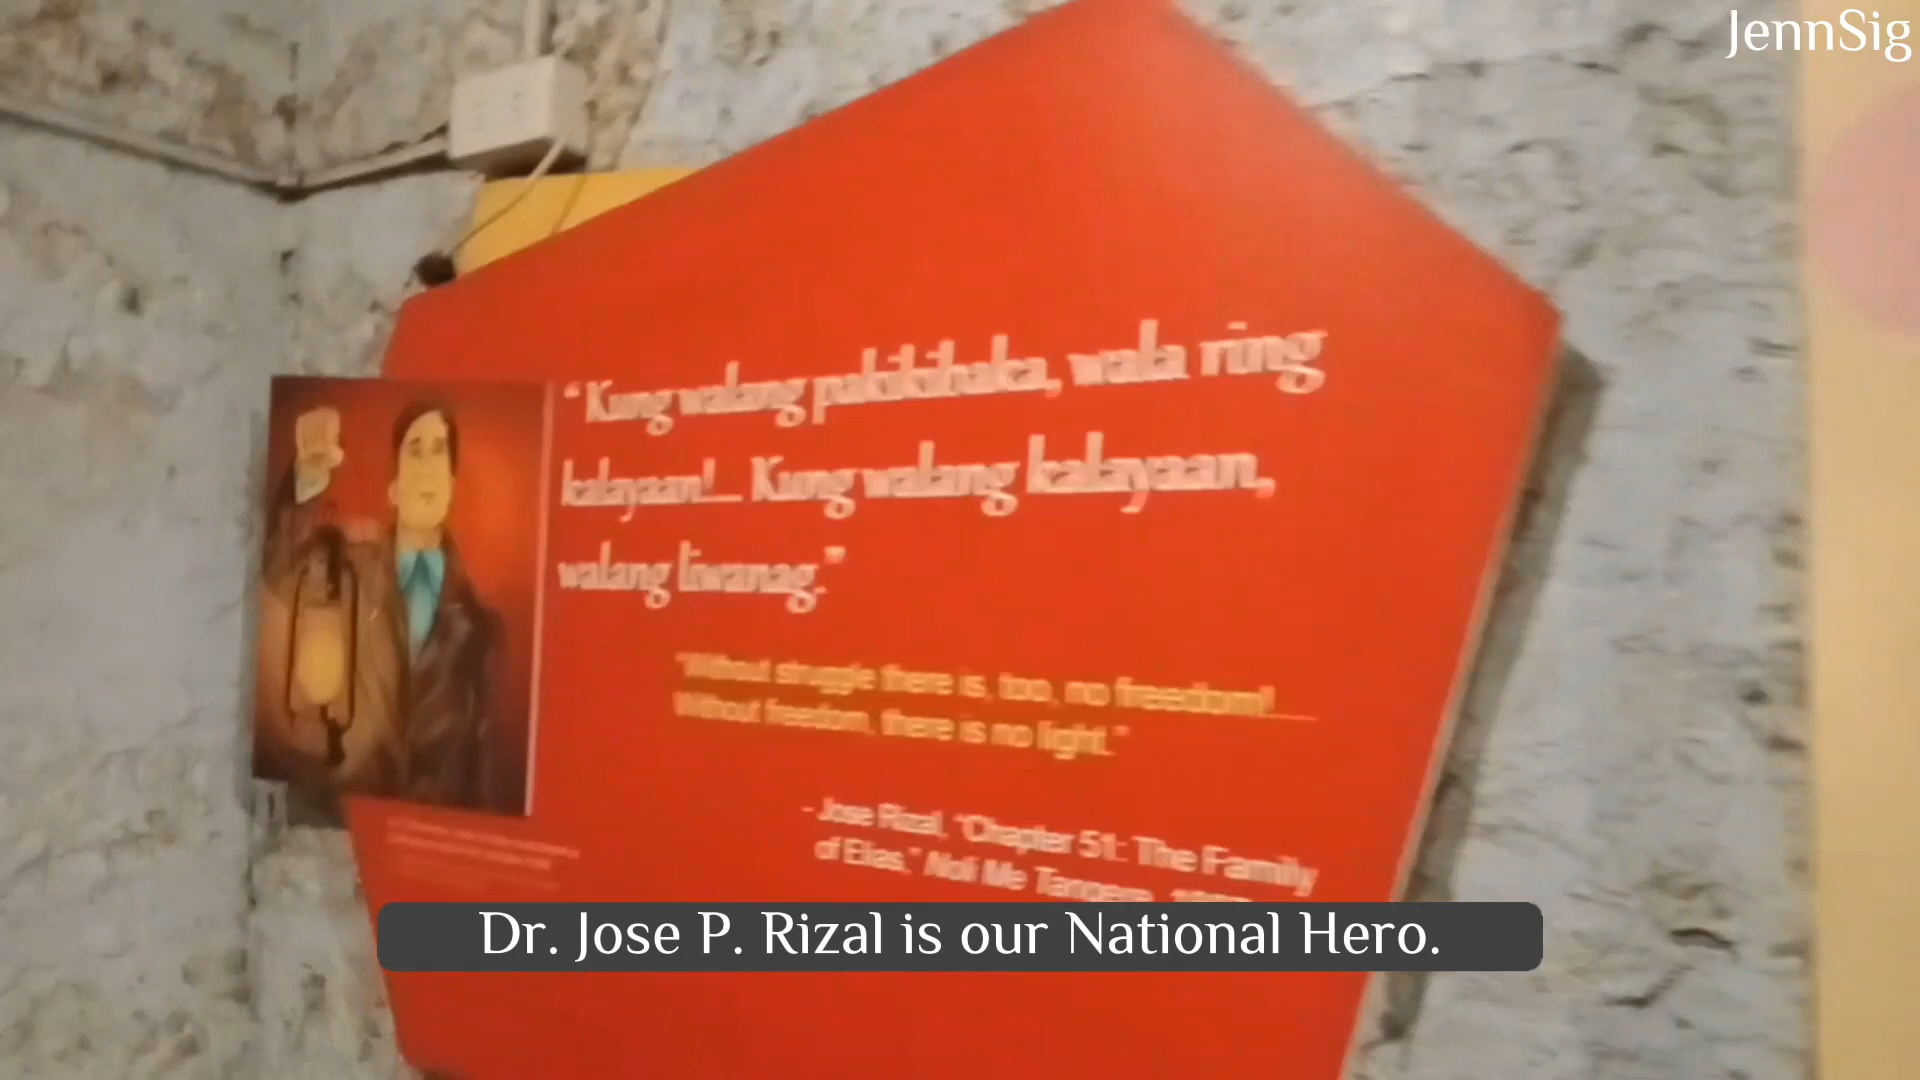 JennSig
“Kung walang pakikibaka, wala ring
kalayaan!... Kung walang kalayaan,
walang liwanag.”
"Without struggle there is, too, no freedom!...
Without freedom, there is no light."
- Jose Rizal, "Chapter 51: The Family
of Elias," Noli Me Tangere,
Dr. Jose P. Rizal is our National Hero.